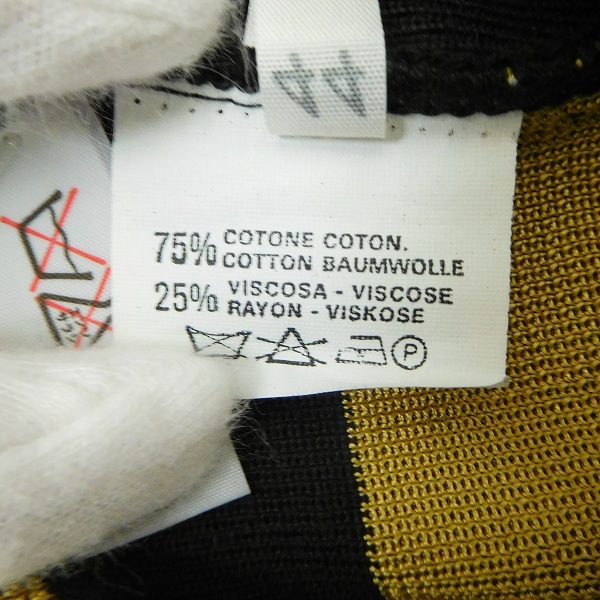 44
75% COTONE COTON.
COTTON BAUMWOLLE
25% VISCOSA - VISCOSE
RAYON - VISKOSE
P